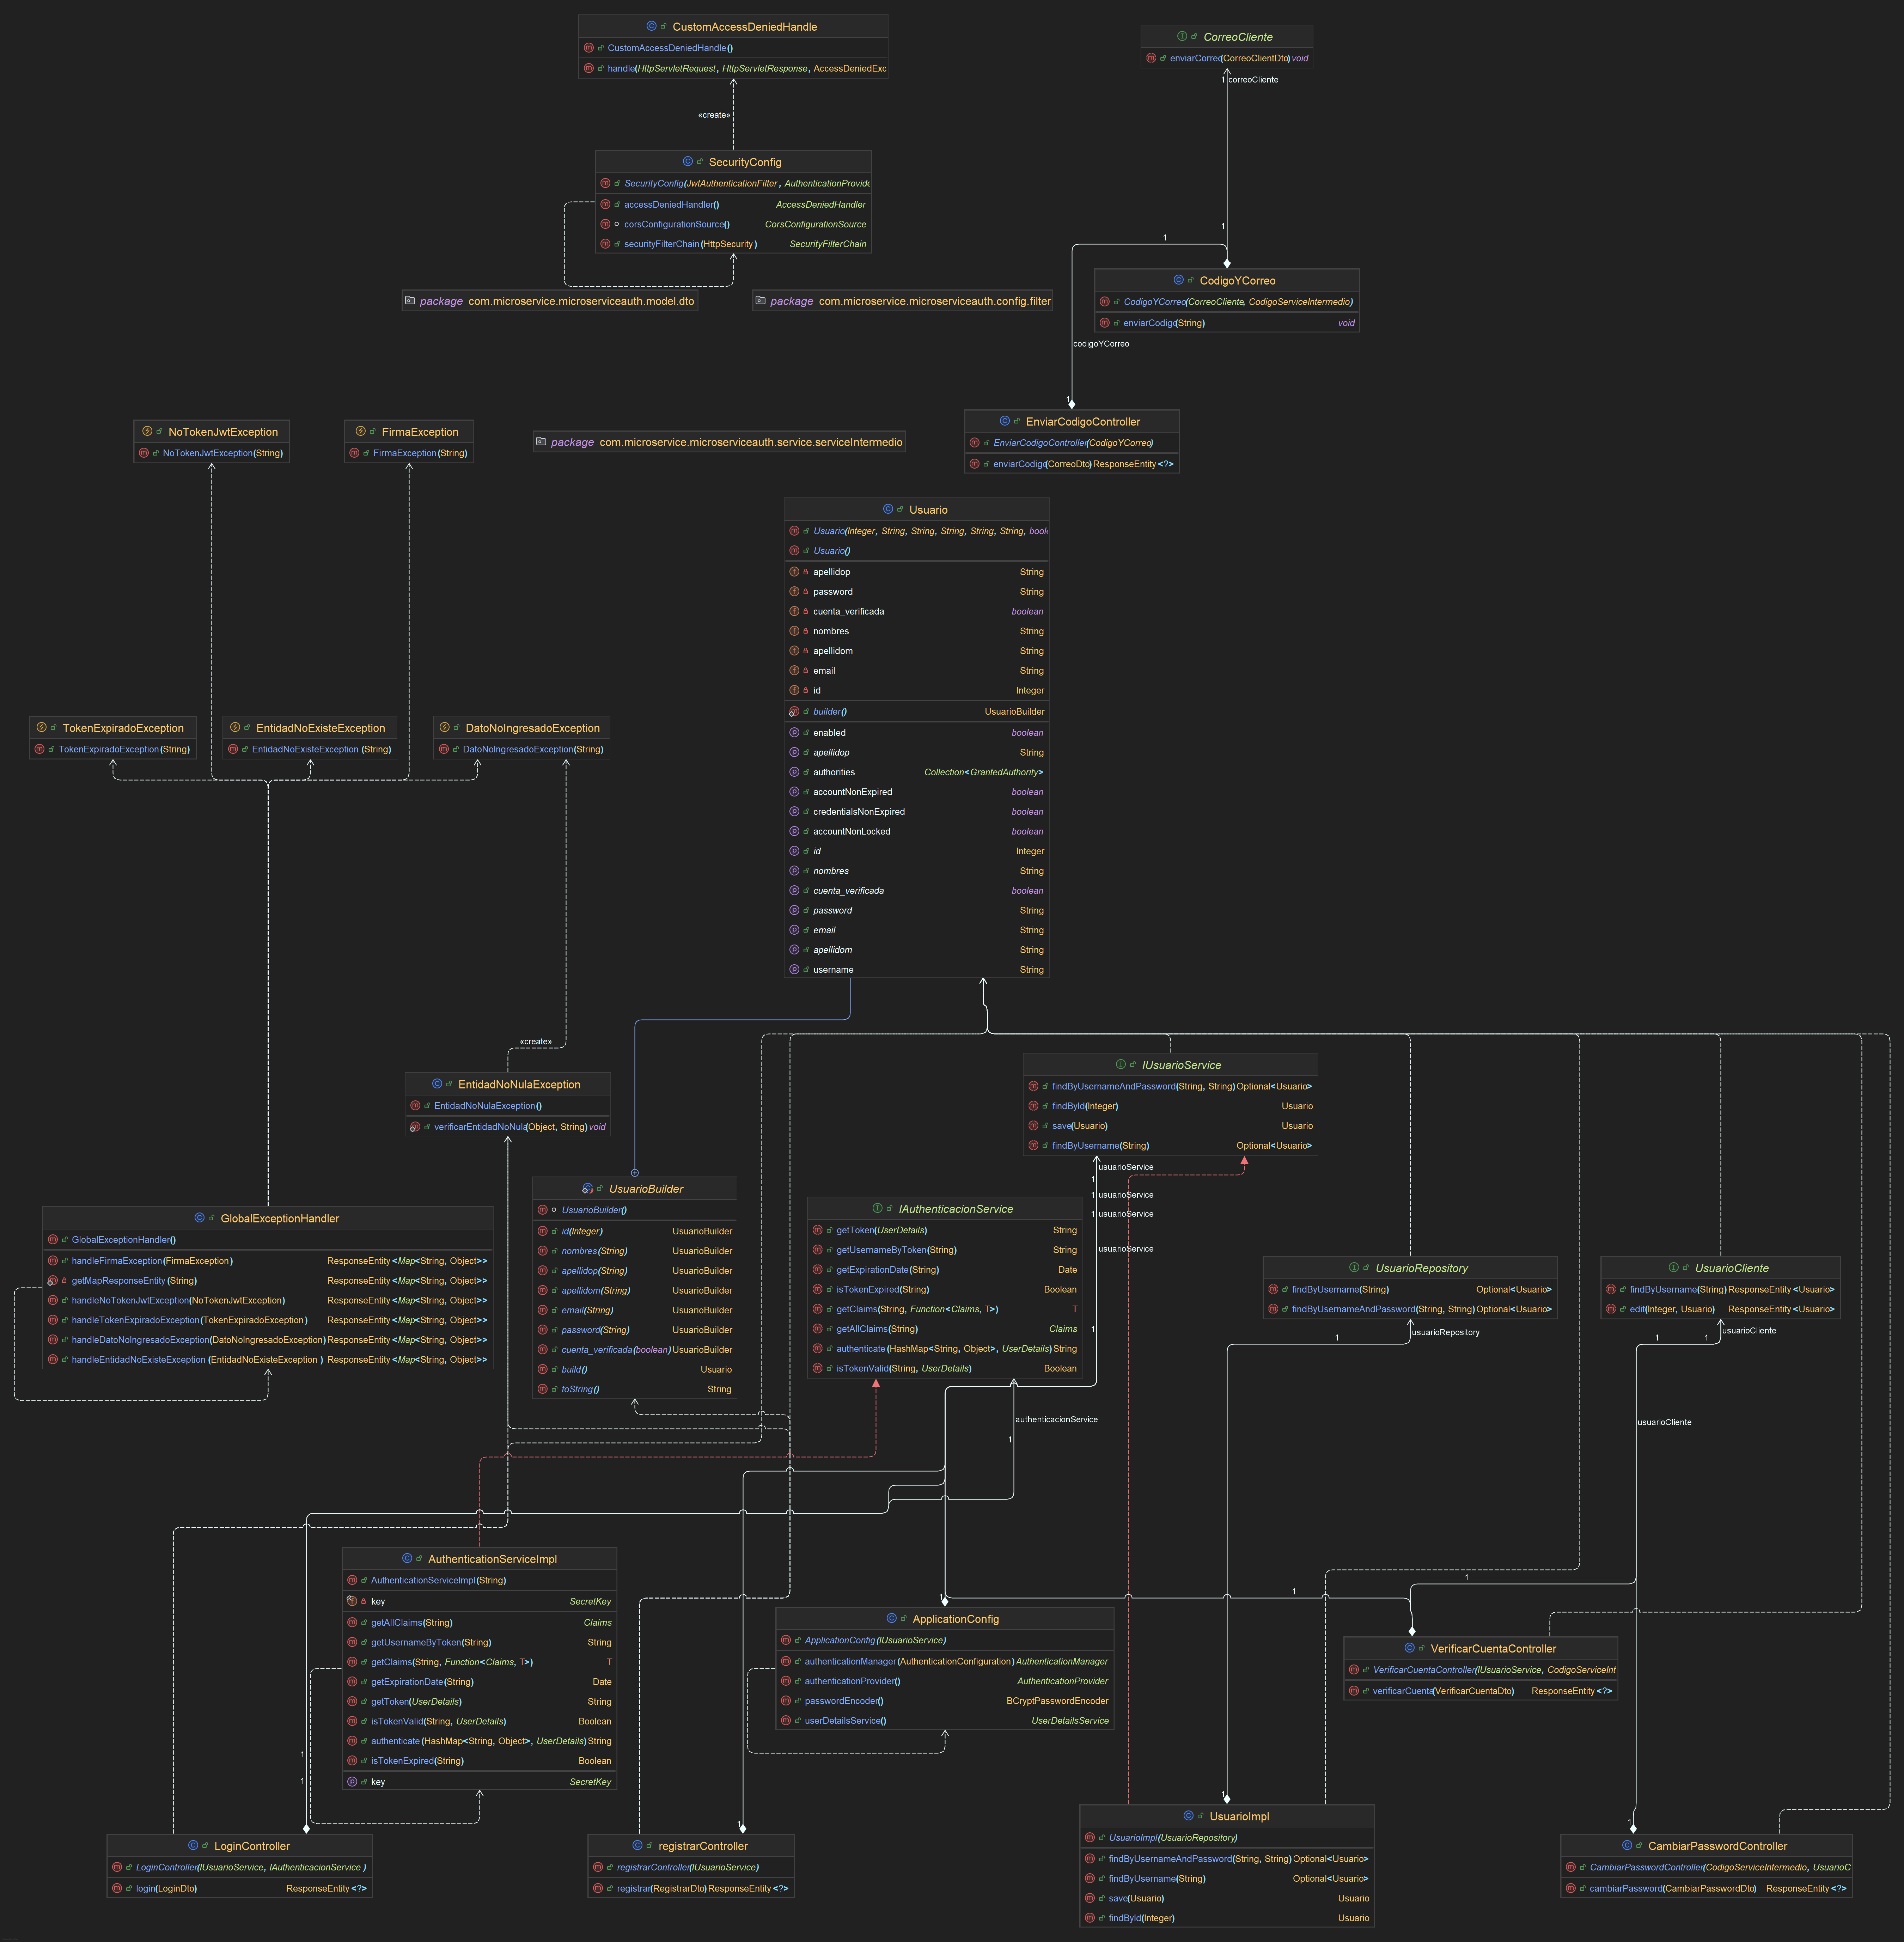 CustomAccessDeniedHandle
CustomAccessDeniedHandle()
handle(HttpServletRequest, HttpServletResponse, AccessDeniedExc
«create»
SecurityConfig
SecurityConfig(JwtAuthenticationFilter, AuthenticationProvide
accessDeniedHandler() AccessDeniedHandler
corsConfigurationSource() CorsConfigurationSource
securityFilterChain(HttpSecurity) SecurityFilterChain
package com.microservice.microserviceauth.model.dto
package com.microservice.microserviceauth.config.filter
CorreoCliente
enviarCorreo(CorreoClientDto) void
1 correoCliente
1
1
CodigoYCorreo
CodigoYCorreo(CorreoCliente, CodigoServiceIntermedio)
enviarCodigo(String) void
codigoYCorreo
1
EnviarCodigoController
EnviarCodigoController(CodigoYCorreo)
enviarCodigo(CorreoDto) ResponseEntity<?>
NoTokenJwtException
NoTokenJwtException(String)
FirmaException
FirmaException(String)
package com.microservice.microserviceauth.service.serviceIntermedio
Usuario
Usuario(Integer, String, String, String, String, String, boole
Usuario()
apellidop String
password String
cuenta_verificada boolean
nombres String
apellidom String
email String
id Integer
builder() UsuarioBuilder
enabled boolean
apellidop String
authorities Collection<GrantedAuthority>
accountNonExpired boolean
credentialsNonExpired boolean
accountNonLocked boolean
id Integer
nombres String
cuenta_verificada boolean
password String
email String
apellidom String
username String
TokenExpiradoException
TokenExpiradoException(String)
EntidadNoExisteException
EntidadNoExisteException(String)
DatoNoIngresadoException
DatoNoIngresadoException(String)
«create»
EntidadNoNulaException
EntidadNoNulaException()
verificarEntidadNoNula(Object, String) void
IUsuarioService
findByUsernameAndPassword(String, String) Optional<Usuario>
findById(Integer) Usuario
save(Usuario) Usuario
findByUsername(String) Optional<Usuario>
usuarioService
1
1 usuarioService
1 usuarioService
usuarioService
1
UsuarioBuilder
UsuarioBuilder()
id(Integer) UsuarioBuilder
nombres(String) UsuarioBuilder
apellidop(String) UsuarioBuilder
apellidom(String) UsuarioBuilder
email(String) UsuarioBuilder
password(String) UsuarioBuilder
cuenta_verificada(boolean) UsuarioBuilder
build() Usuario
toString() String
IAuthenticacionService
getToken(UserDetails) String
getUsernameByToken(String) String
getExpirationDate(String) Date
isTokenExpired(String) Boolean
getClaims(String, Function<Claims, T>) T
getAllClaims(String) Claims
authenticate(HashMap<String, Object>, UserDetails) String
isTokenValid(String, UserDetails) Boolean
authenticacionService
1
GlobalExceptionHandler
GlobalExceptionHandler()
handleFirmaException(FirmaException) ResponseEntity<Map<String, Object>>
getMapResponseEntity(String) ResponseEntity<Map<String, Object>>
handleNoTokenJwtException(NoTokenJwtException) ResponseEntity<Map<String, Object>>
handleTokenExpiradoException(TokenExpiradoException) ResponseEntity<Map<String, Object>>
handleDatoNoIngresadoException(DatoNoIngresadoException) ResponseEntity<Map<String, Object>>
handleEntidadNoExisteException(EntidadNoExisteException) ResponseEntity<Map<String, Object>>
UsuarioRepository
findByUsername(String) Optional<Usuario>
findByUsernameAndPassword(String, String) Optional<Usuario>
usuarioRepository
1
UsuarioCliente
findByUsername(String) ResponseEntity<Usuario>
edit(Integer, Usuario) ResponseEntity<Usuario>
usuarioCliente
1 1
usuarioCliente
AuthenticationServiceImpl
AuthenticationServiceImpl(String)
key SecretKey
getAllClaims(String) Claims
getUsernameByToken(String) String
getClaims(String, Function<Claims, T>) T
getExpirationDate(String) Date
getToken(UserDetails) String
isTokenValid(String, UserDetails) Boolean
authenticate(HashMap<String, Object>, UserDetails) String
isTokenExpired(String) Boolean
key SecretKey
1
1
1
1
1
ApplicationConfig
ApplicationConfig(IUsuarioService)
authenticationManager(AuthenticationConfiguration) AuthenticationManager
authenticationProvider() AuthenticationProvider
passwordEncoder() BCryptPasswordEncoder
userDetailsService() UserDetailsService
VerificarCuentaController
VerificarCuentaController(IUsuarioService, CodigoServiceInt
verificarCuenta(VerificarCuentaDto) ResponseEntity<?>
LoginController
LoginController(IUsuarioService, IAuthenticacionService)
login(LoginDto) ResponseEntity<?>
1
registrarController
registrarController(IUsuarioService)
registrar(RegistrarDto) ResponseEntity<?>
1
UsuarioImpl
UsuarioImpl(UsuarioRepository)
findByUsernameAndPassword(String, String) Optional<Usuario>
findByUsername(String) Optional<Usuario>
save(Usuario) Usuario
findById(Integer) Usuario
1
CambiarPasswordController
CambiarPasswordController(CodigoServiceIntermedio, UsuarioC
cambiarPassword(CambiarPasswordDto) ResponseEntity<?>